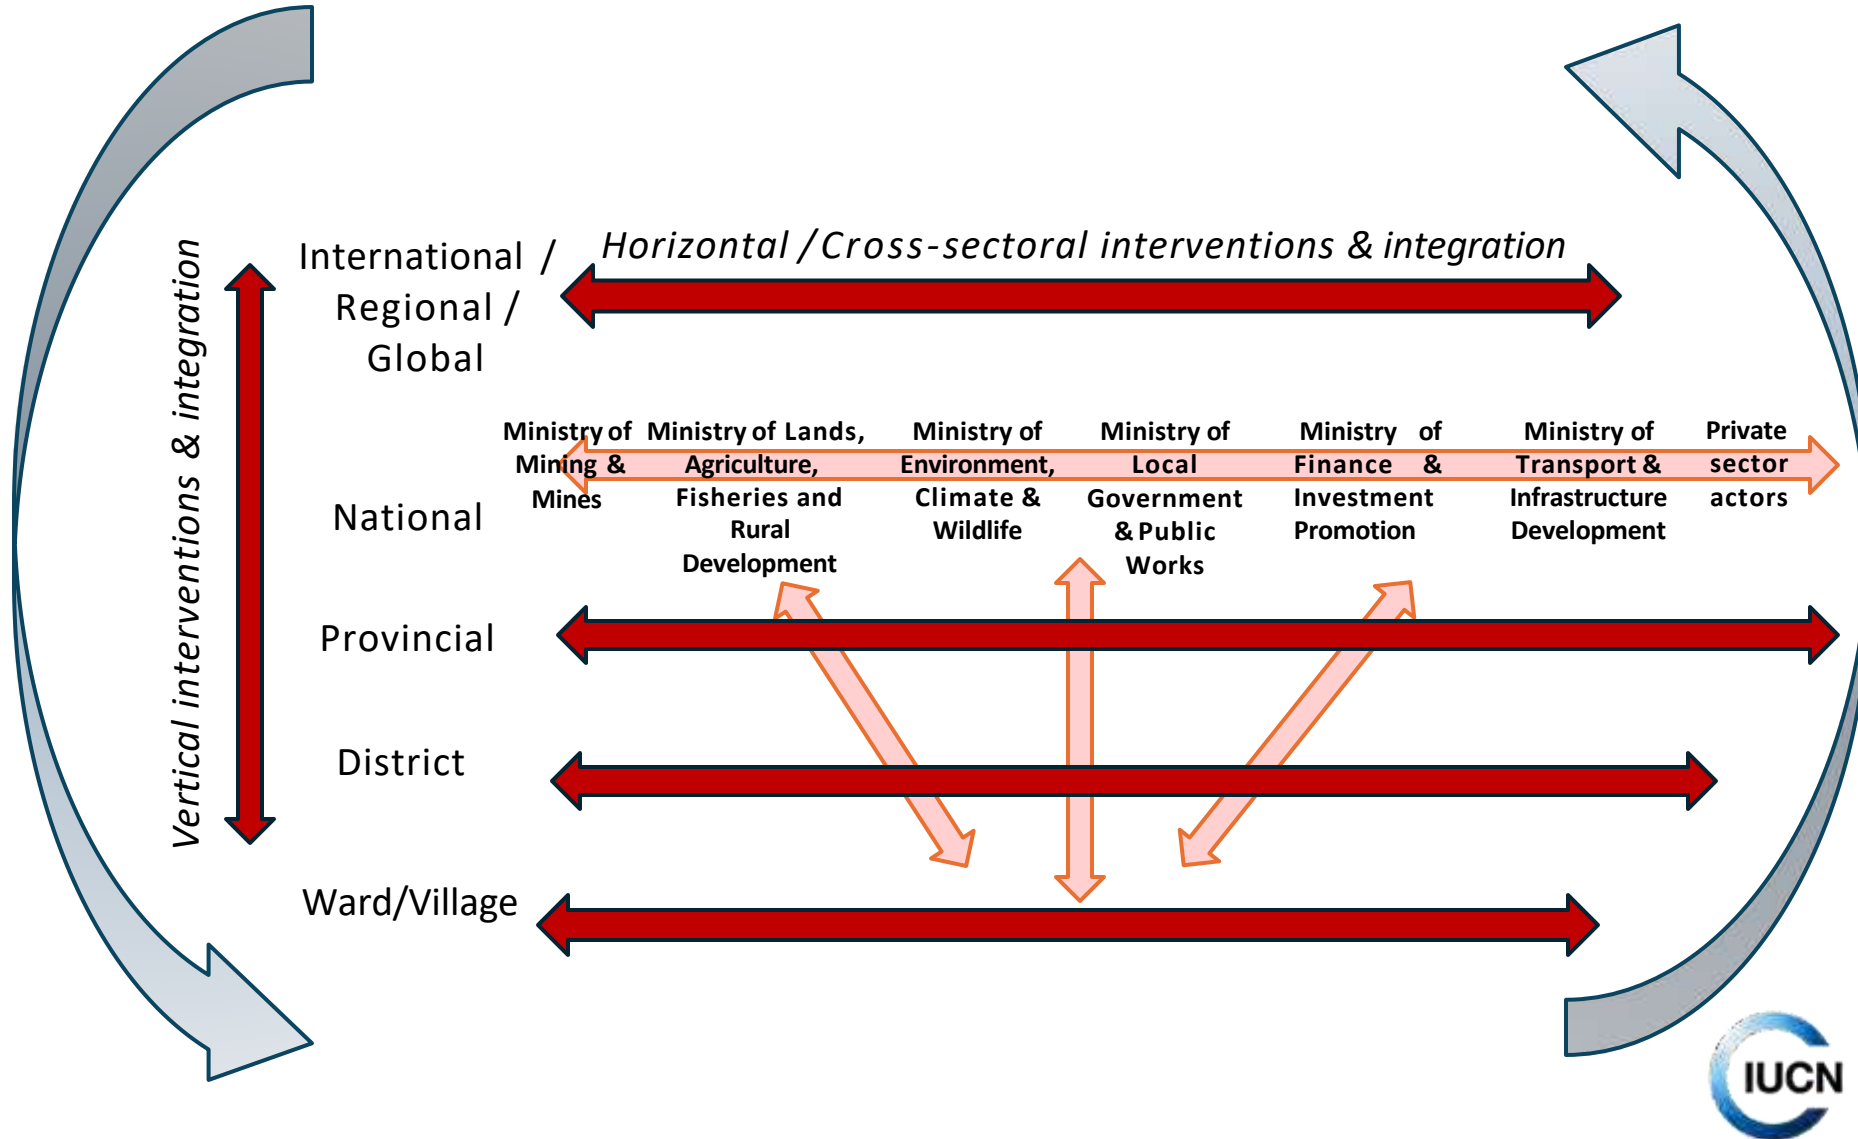 Vertical interventions & integration
International /
Regional /
Global
Horizontal / Cross-sectoral interventions & integration
National
Ministry of
Mining &
Mines
Ministry of Lands,
Agriculture,
Fisheries and
Rural
Development
Ministry of
Environment,
Climate &
Wildlife
Ministry of
Local
Government
& Public
Works
Ministry of
Finance &
Investment
Promotion
Ministry of
Transport &
Infrastructure
Development
Private
sector
actors
Provincial
District
Ward/Village
IUCN